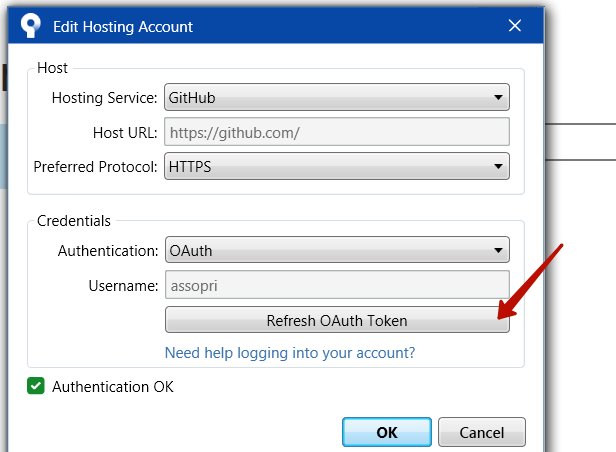 Edit Hosting Account
Host
Hosting Service: GitHub
Host URL: https://github.com/
Preferred Protocol: HTTPS
Credentials
Authentication: OAuth
Username: assopri
Refresh OAuth Token
Need help logging into your account?
Authentication OK
OK Cancel